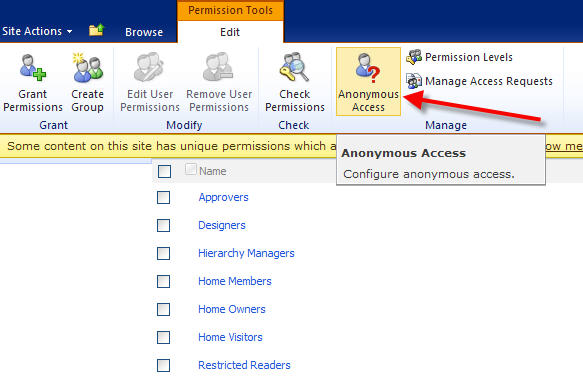 Permission Tools
Site Actions Browse Edit
Grant Permissions
Create Group
Edit User Permissions
Remove User Permissions
Check Permissions
Anonymous Access
Permission Levels
Manage Access Requests
Grant Modify Check Manage
Some content on this site has unique permissions which a ow me
Anonymous Access
Configure anonymous access.
Name
Approvers
Designers
Hierarchy Managers
Home Members
Home Owners
Home Visitors
Restricted Readers